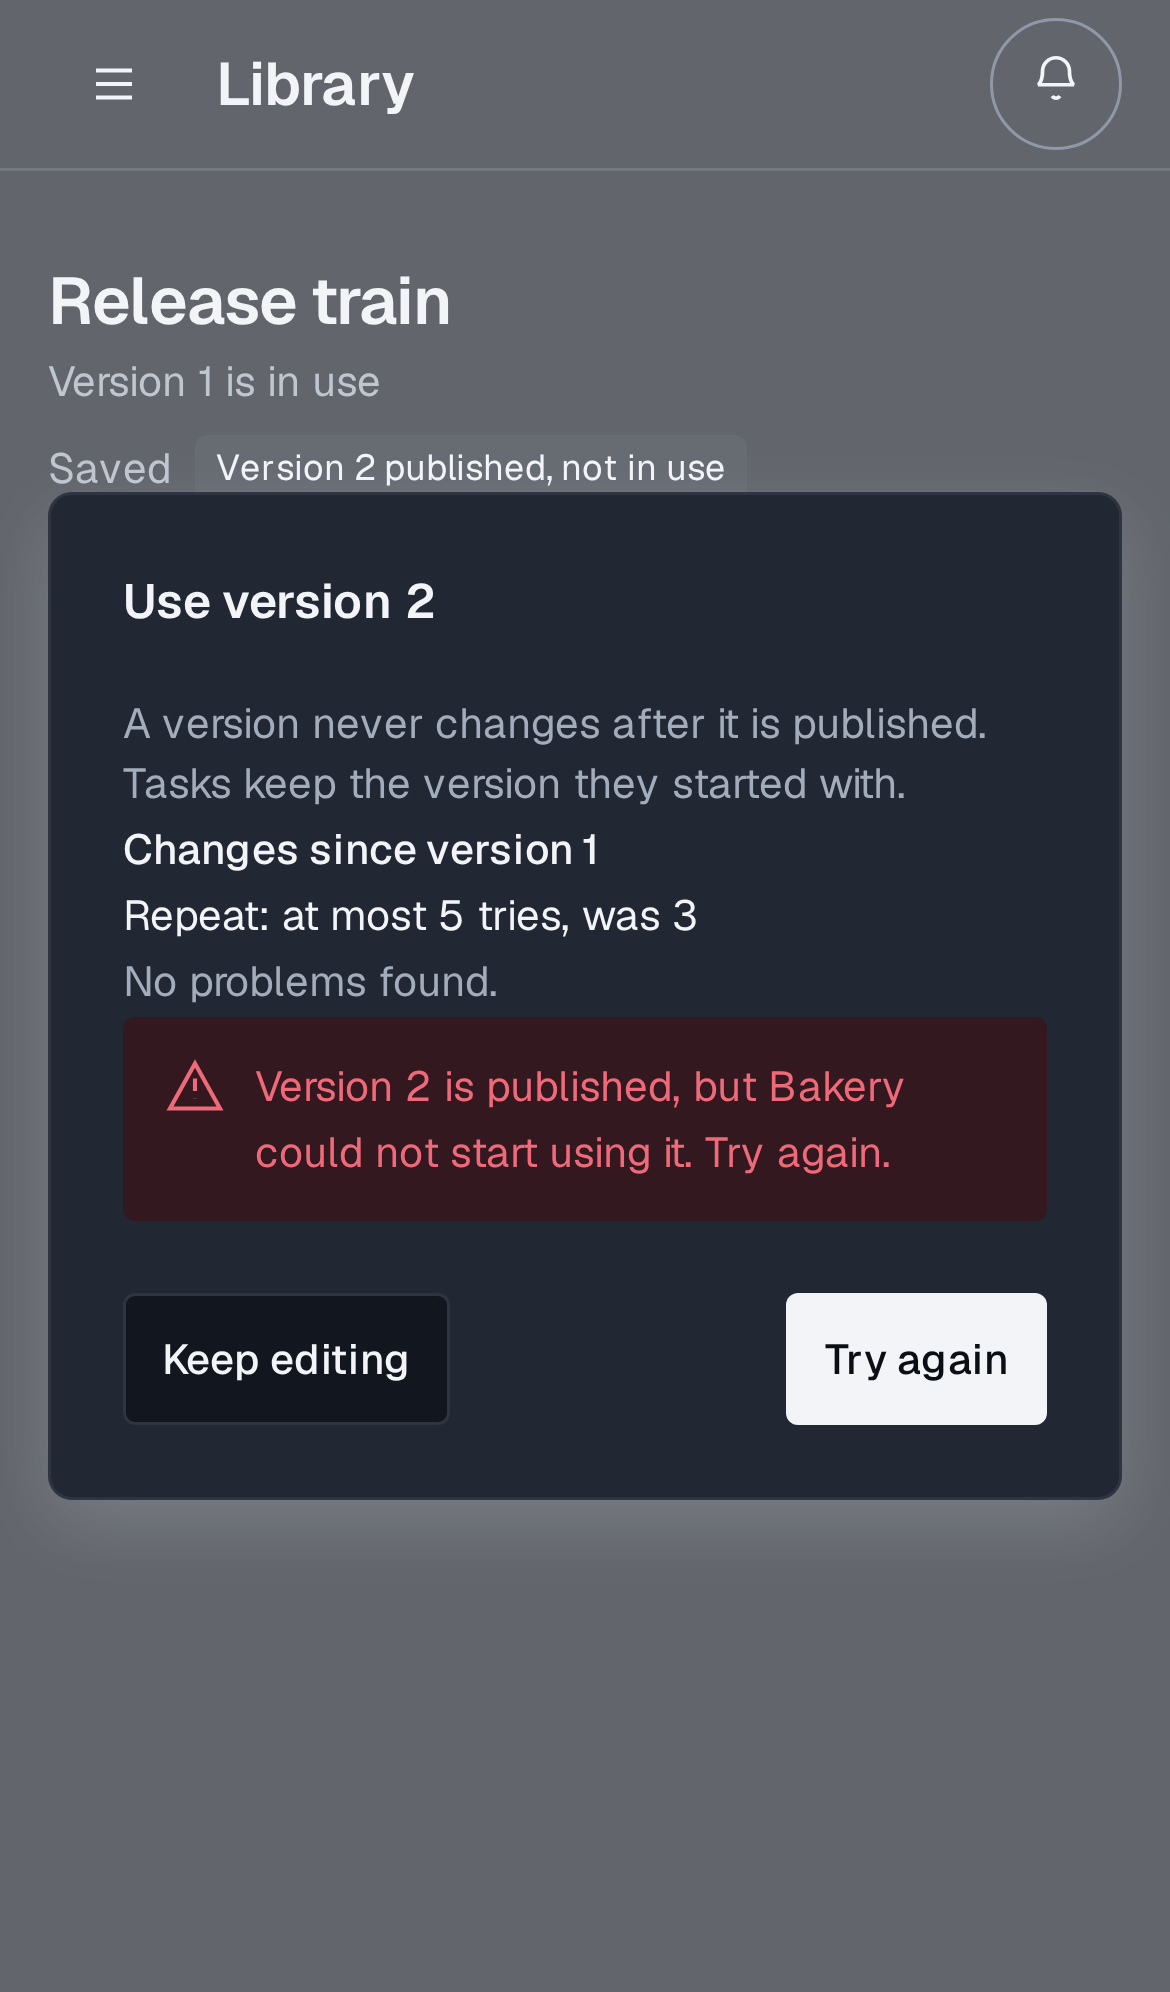 Library
Release train
Version 1 is in use
Saved
Version 2 published, not in use
Use version 2
A version never changes after it is published.
Tasks keep the version they started with.
Changes since version 1
Repeat: at most 5 tries, was 3
No problems found.
Version 2 is published, but Bakery
could not start using it. Try again.
Keep editing
Try again